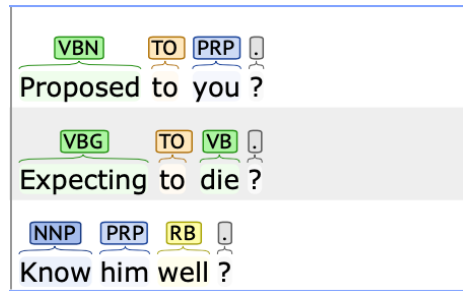 VBN TO PRP .
Proposed to you ?
VBG TO VB .
Expecting to die ?
NNP PRP RB .
Know him well ?